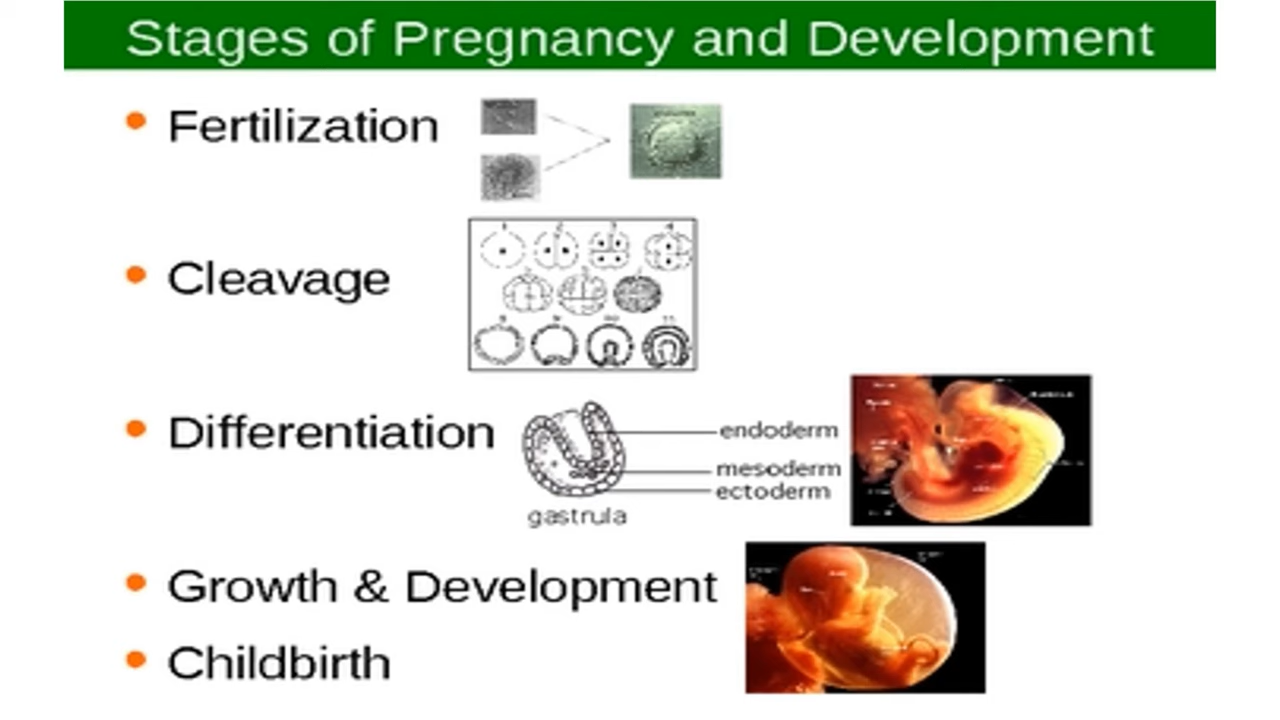 Stages of Pregnancy and Development
• Fertilization
• Cleavage
• Differentiation
endoderm
mesoderm
ectoderm
gastrula
• Growth & Development
• Childbirth